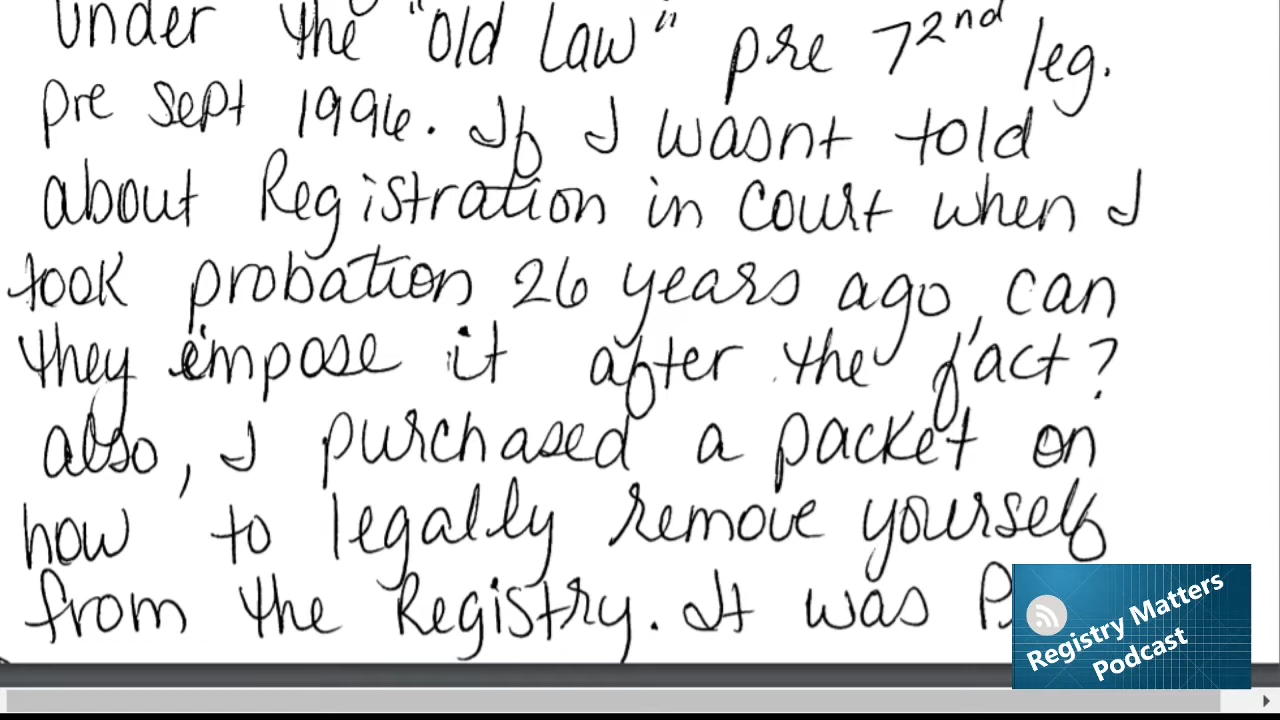 under the "Old Law" pre 72nd leg.
pre sept 1996. If I wasnt told
about Registration in court when I
took probation 26 years ago, can
they impose it after the fact?
also, I purchased a packet on
how to legally remove yourself
from the Registry. It was
Registry Matters
Podcast